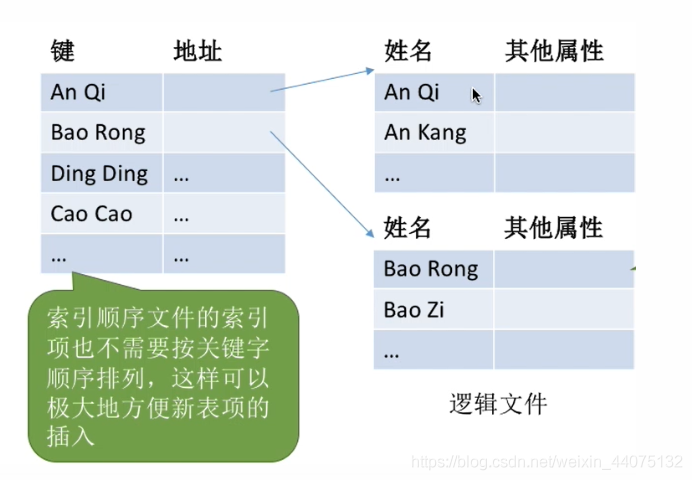 键 地址
An Qi
Bao Rong
Ding Ding ...
Cao Cao ...
... ...
姓名 其他属性
An Qi
An Kang
...
姓名 其他属性
Bao Rong
Bao Zi
...
逻辑文件
索引顺序文件的索引
项也不需要按关键字
顺序排列，这样可以
极大地方便新表项的
插入
https://blog.csdn.net/weixin_44075132